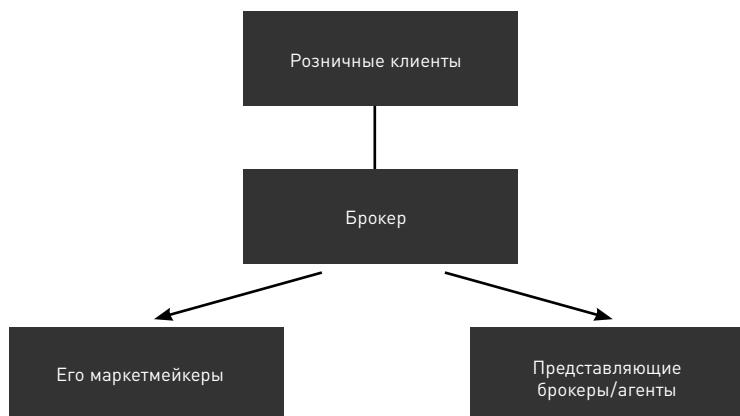 Розничные клиенты
Брокер
Его маркетмейкеры
Представляющие
брокеры/агенты